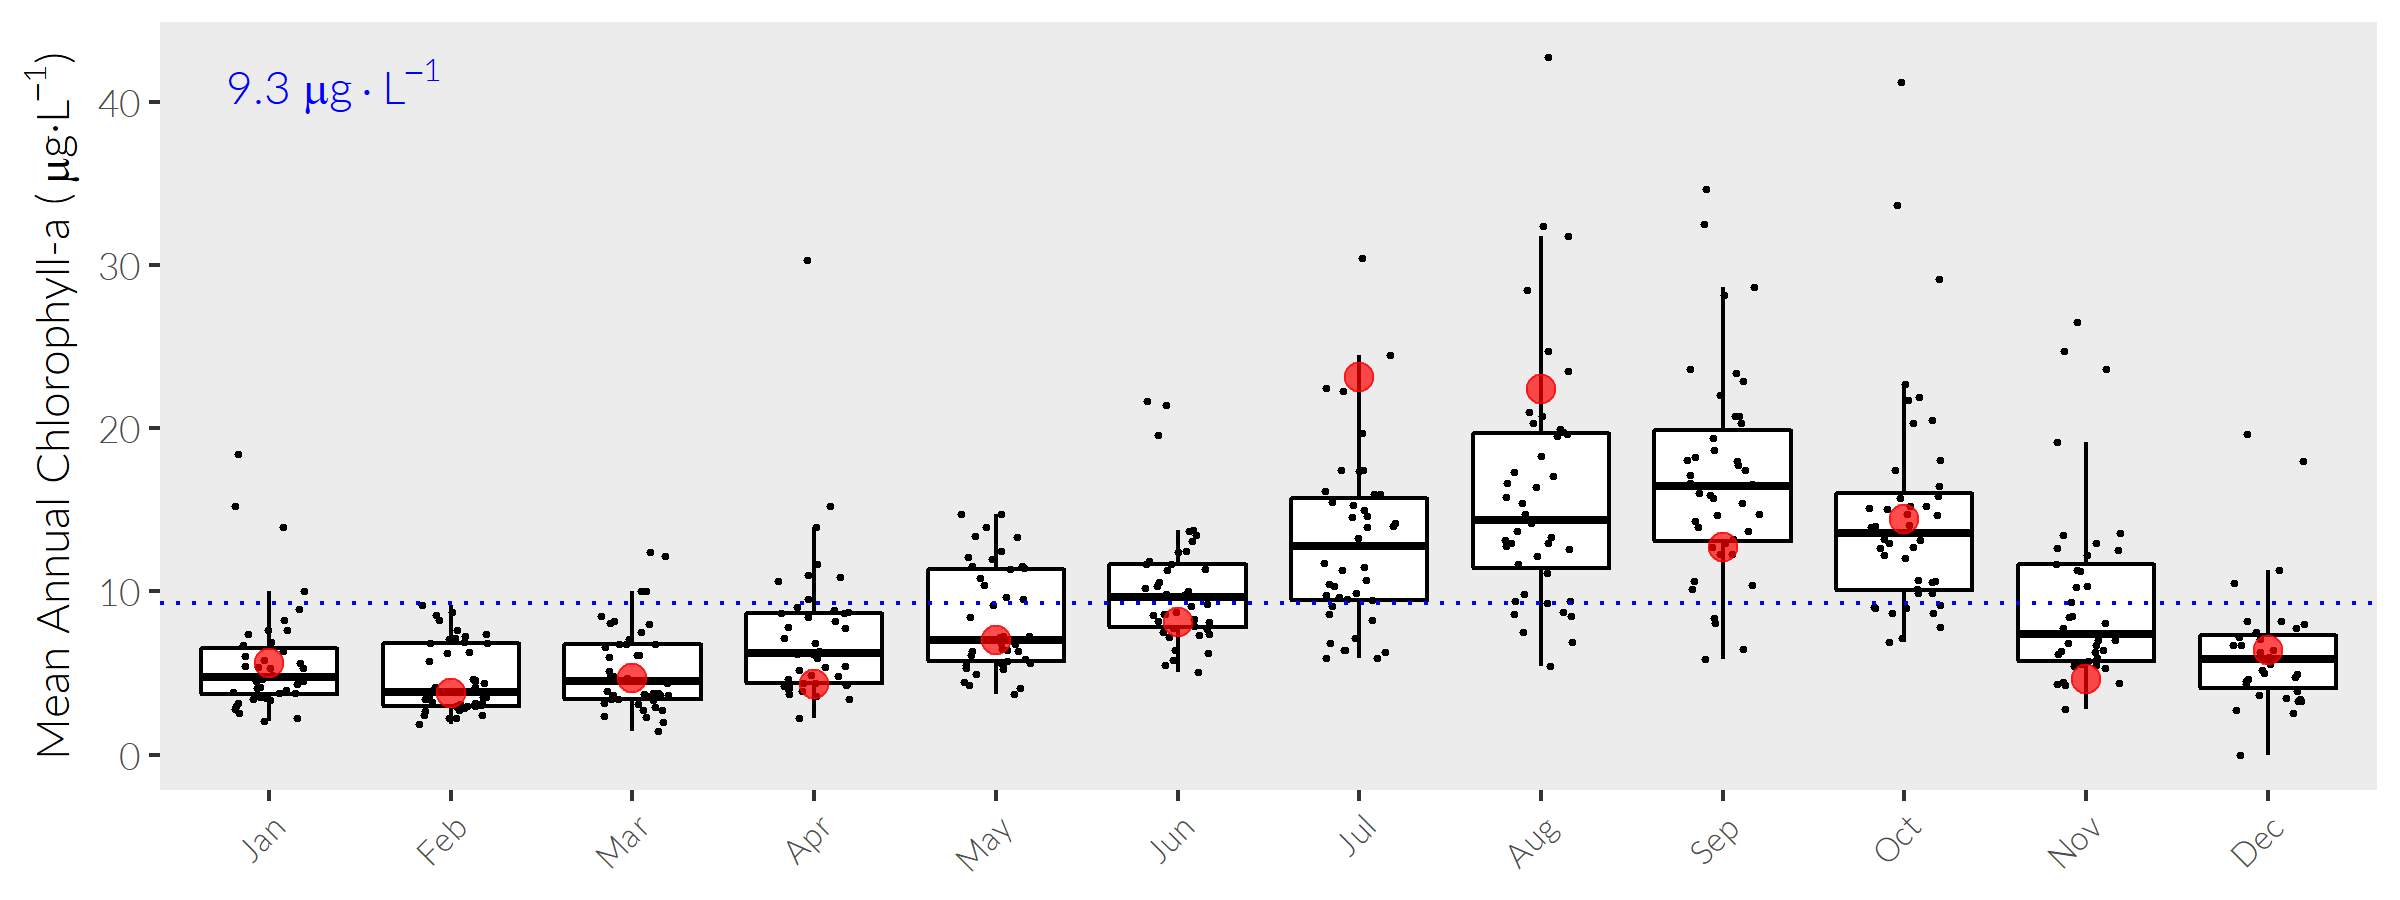 Mean Annual Chlorophyll-a ( μg·L⁻¹)
9.3 μg · L⁻¹
40
30
20
10
0
Jan Feb Mar Apr May Jun Jul Aug Sep Oct Nov Dec